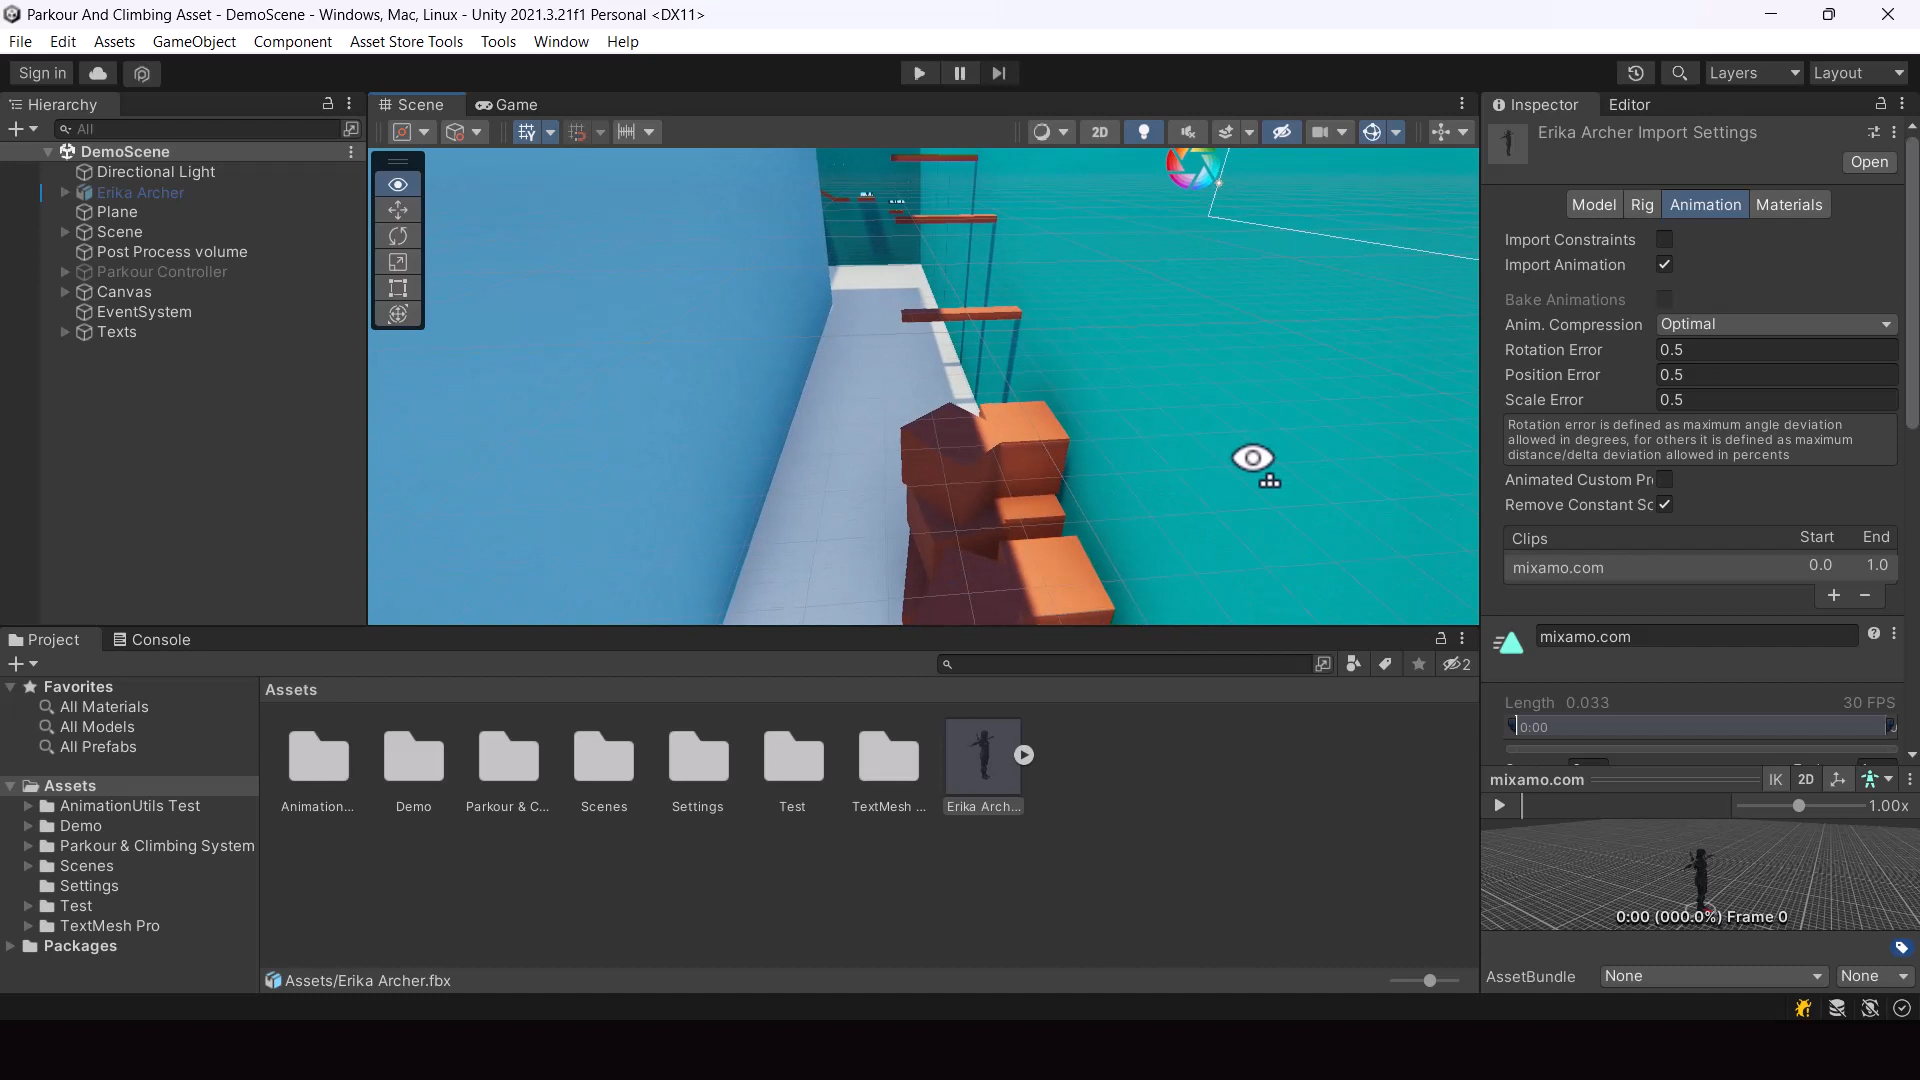 Parkour And Climbing Asset - DemoScene - Windows, Mac, Linux - Unity 2021.3.21f1 Personal <DX11>
File Edit Assets GameObject Component Asset Store Tools Tools Window Help
Sign in
Layers
Layout
Hierarchy
All
DemoScene
Directional Light
Erika Archer
Plane
Scene
Post Process volume
Parkour Controller
Canvas
EventSystem
Texts
Scene Game
2D
Inspector Editor
Erika Archer Import Settings
Open
Model Rig Animation Materials
Import Constraints
Import Animation
Bake Animations
Anim. Compression Optimal
Rotation Error 0.5
Position Error 0.5
Scale Error 0.5
Rotation error is defined as maximum angle deviation
allowed in degrees, for others it is defined as maximum
distance/delta deviation allowed in percents
Animated Custom Pr
Remove Constant Sc
Clips Start End
mixamo.com 0.0 1.0
mixamo.com
Length 0.033 30 FPS
0:00
mixamo.com IK 2D
1.00x
0:00 (000.0%) Frame 0
AssetBundle None None
Project Console
2
Favorites
All Materials
All Models
All Prefabs
Assets
AnimationUtils Test
Demo
Parkour & Climbing System
Scenes
Settings
Test
TextMesh Pro
Packages
Assets
Animation... Demo Parkour & C... Scenes Settings Test TextMesh ... Erika Arch...
Assets/Erika Archer.fbx